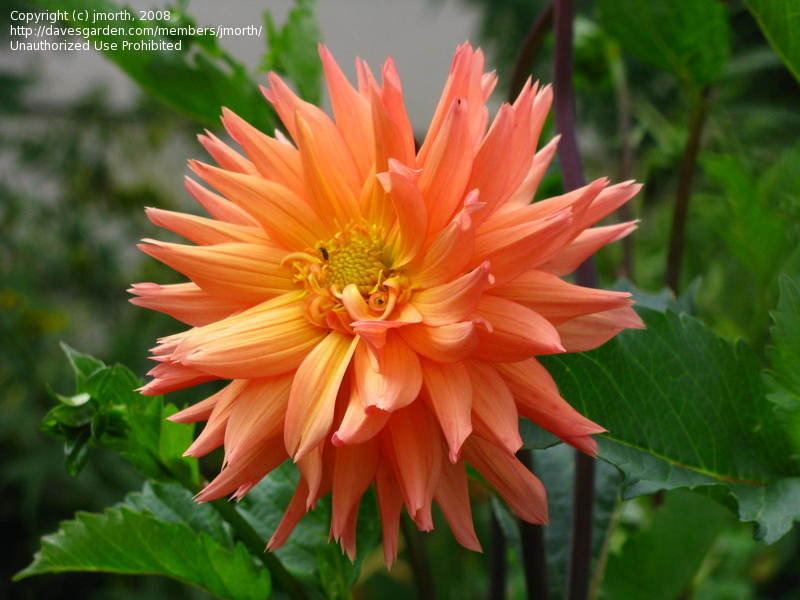 Copyright (c) jmorth, 2008
http://davesgarden.com/members/jmorth/
Unauthorized Use Prohibited